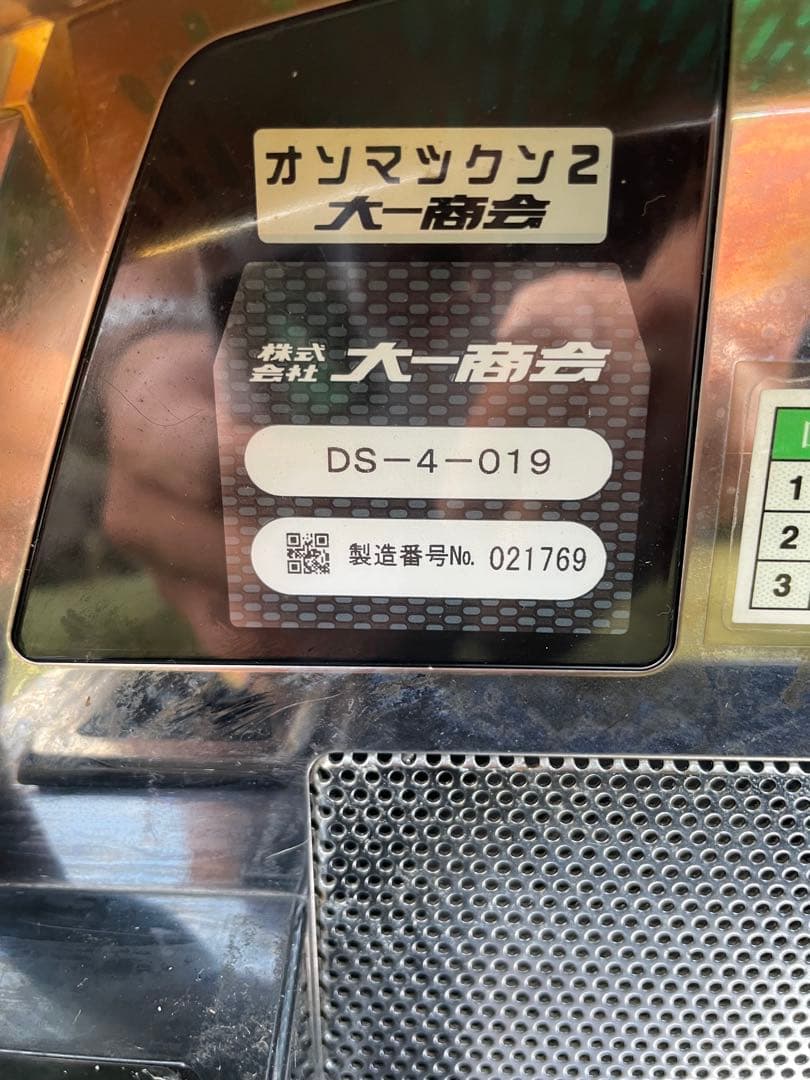 オソマツクン2
大一商会
株式
会社 大一商会
DS-4-019
製造番号No. 021769
1
2
3